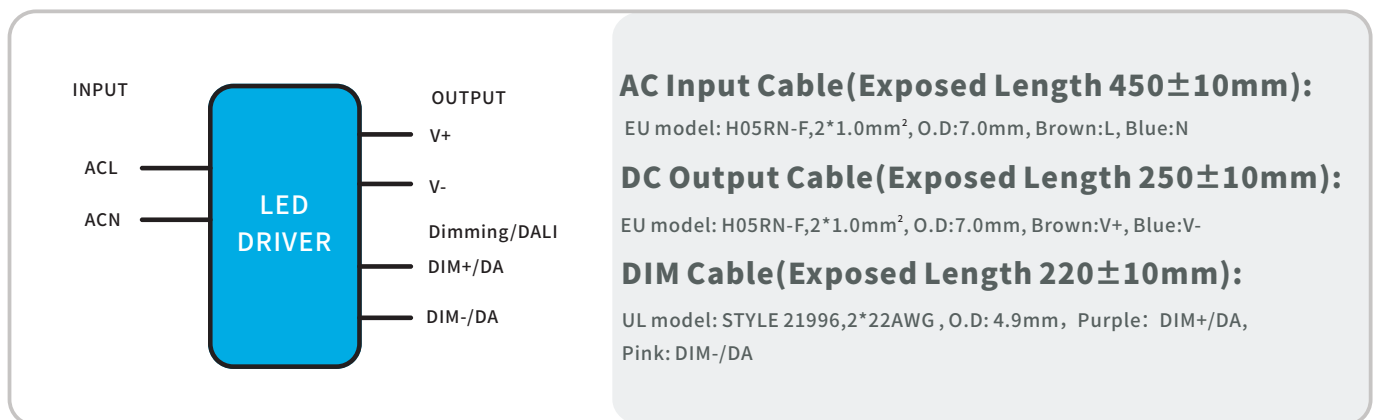 INPUT
ACL
ACN
LED
DRIVER
OUTPUT
V+
V-
Dimming/DALI
DIM+/DA
DIM-/DA
AC Input Cable(Exposed Length 450±10mm):
EU model: H05RN-F,2*1.0mm², O.D:7.0mm, Brown:L, Blue:N
DC Output Cable(Exposed Length 250±10mm):
EU model: H05RN-F,2*1.0mm², O.D:7.0mm, Brown:V+, Blue:V-
DIM Cable(Exposed Length 220±10mm):
UL model: STYLE 21996,2*22AWG , O.D: 4.9mm，Purple：DIM+/DA,
Pink: DIM-/DA